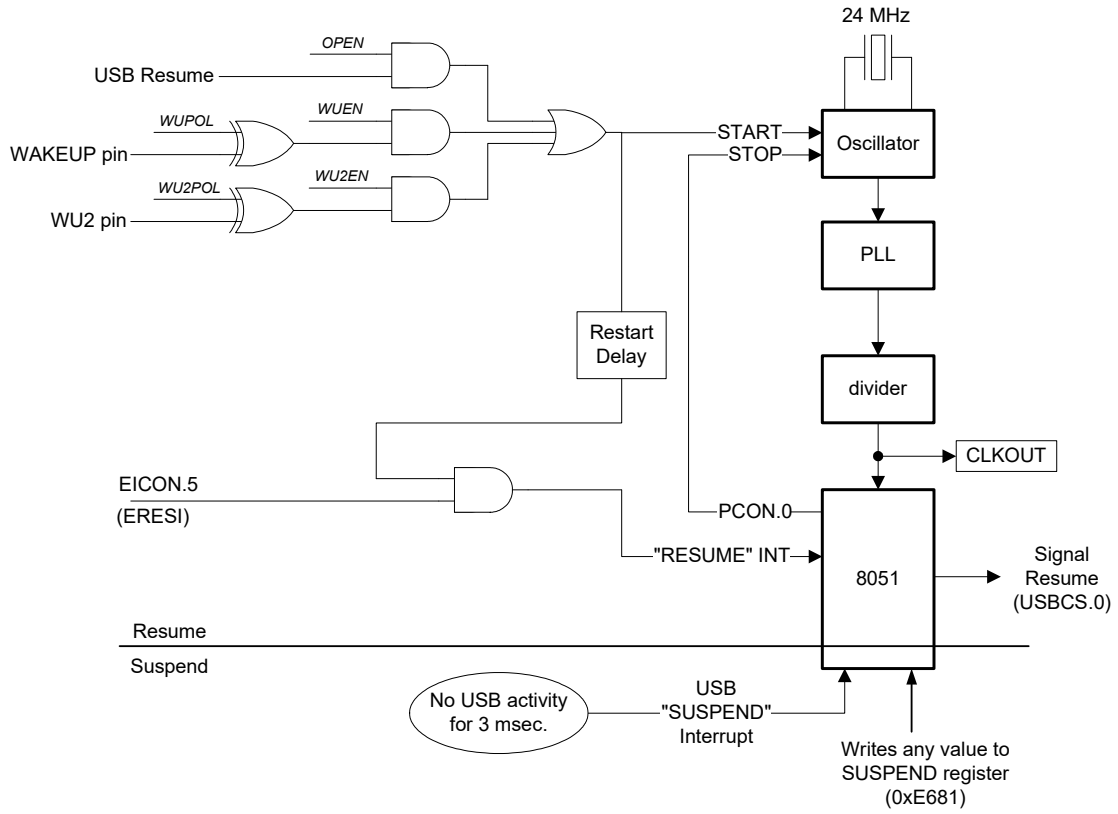 24 MHz
OPEN
USB Resume
WUEN
WUPOL
WAKEUP pin
START
STOP
Oscillator
WU2EN
WU2POL
WU2 pin
PLL
Restart
Delay
divider
CLKOUT
EICON.5
(ERESI)
PCON.0
"RESUME" INT
8051
Signal
Resume
(USBCS.0)
Resume
Suspend
No USB activity
for 3 msec.
USB
"SUSPEND"
Interrupt
Writes any value to
SUSPEND register
(0xE681)